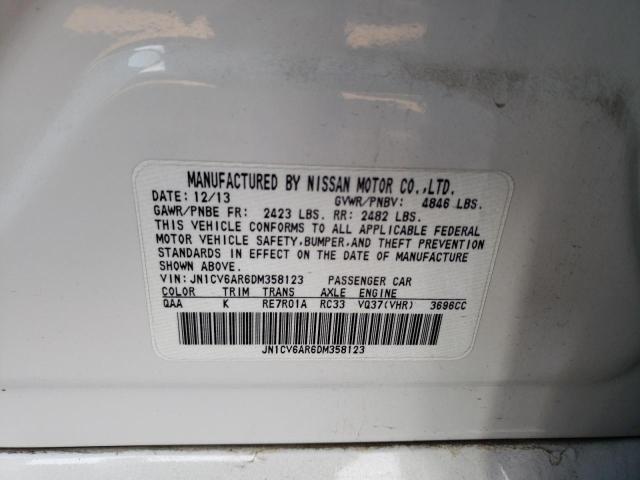 MANUFACTURED BY NISSAN MOTOR CO.,LTD.
DATE: 12/13 GVWR/PNBV: 4846 LBS.
GAWR/PNBE FR: 2423 LBS. RR: 2482 LBS.
THIS VEHICLE CONFORMS TO ALL APPLICABLE FEDERAL
MOTOR VEHICLE SAFETY,BUMPER,AND THEFT PREVENTION
STANDARDS IN EFFECT ON THE DATE OF MANUFACTURE
SHOWN ABOVE.
VIN: JN1CV6AR6DM358123 PASSENGER CAR
COLOR TRIM TRANS AXLE ENGINE
QAA K RE7R01A RC33 VQ37(VHR) 3696CC
JN1CV6AR6DM358123